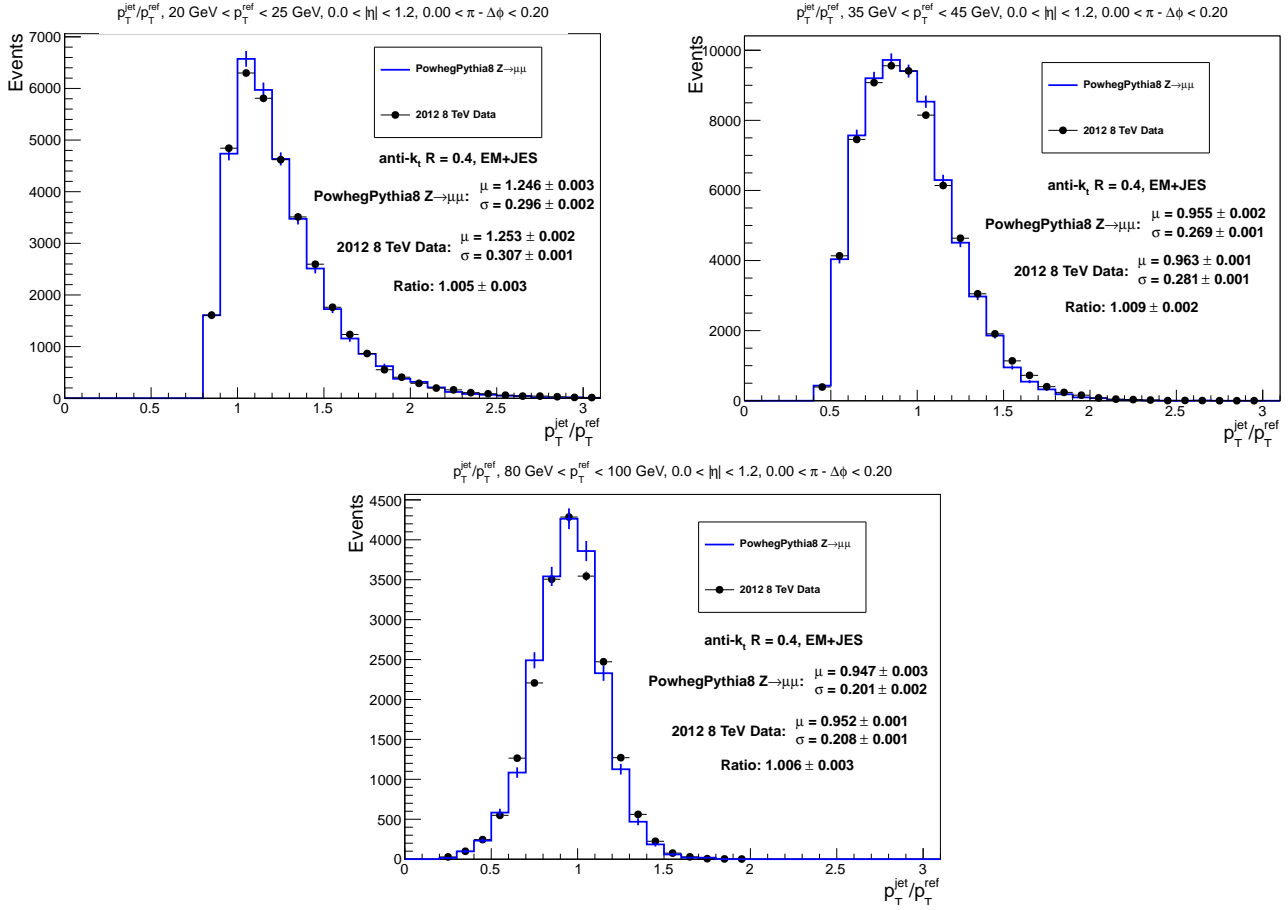 p_T^jet/p_T^ref, 20 GeV < p_T^ref < 25 GeV, 0.0 < |η| < 1.2, 0.00 < π - Δϕ < 0.20
Events
7000
6000
5000
4000
3000
2000
1000
0
PowhegPythia8 Z→μμ
2012 8 TeV Data
anti-k_t R = 0.4, EM+JES
PowhegPythia8 Z→μμ: μ = 1.246 ± 0.003
σ = 0.296 ± 0.002
2012 8 TeV Data: μ = 1.253 ± 0.002
σ = 0.307 ± 0.001
Ratio: 1.005 ± 0.003
0 0.5 1 1.5 2 2.5 3
p_T^jet/p_T^ref
p_T^jet/p_T^ref, 35 GeV < p_T^ref < 45 GeV, 0.0 < |η| < 1.2, 0.00 < π - Δϕ < 0.20
Events
10000
8000
6000
4000
2000
0
PowhegPythia8 Z→μμ
2012 8 TeV Data
anti-k_t R = 0.4, EM+JES
PowhegPythia8 Z→μμ: μ = 0.955 ± 0.002
σ = 0.269 ± 0.001
2012 8 TeV Data: μ = 0.963 ± 0.001
σ = 0.281 ± 0.001
Ratio: 1.009 ± 0.002
0 0.5 1 1.5 2 2.5 3
p_T^jet/p_T^ref
p_T^jet/p_T^ref, 80 GeV < p_T^ref < 100 GeV, 0.0 < |η| < 1.2, 0.00 < π - Δϕ < 0.20
Events
4500
4000
3500
3000
2500
2000
1500
1000
500
0
PowhegPythia8 Z→μμ
2012 8 TeV Data
anti-k_t R = 0.4, EM+JES
PowhegPythia8 Z→μμ: μ = 0.947 ± 0.003
σ = 0.201 ± 0.002
2012 8 TeV Data: μ = 0.952 ± 0.001
σ = 0.208 ± 0.001
Ratio: 1.006 ± 0.003
0 0.5 1 1.5 2 2.5 3
p_T^jet/p_T^ref